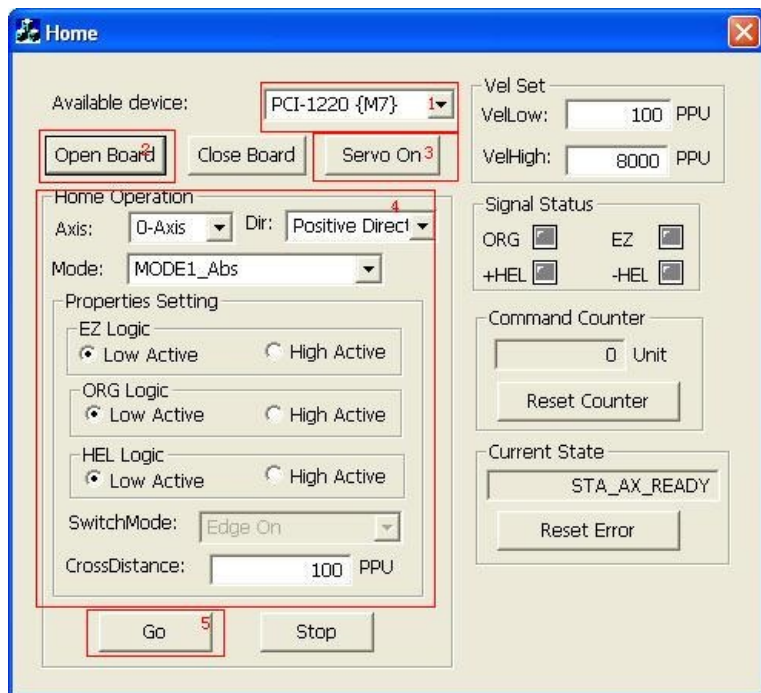 Home
Available device: PCI-1220 {M7} 1
Open Board 2 Close Board Servo On 3
Home Operation 4
Axis: 0-Axis Dir: Positive Direct
Mode: MODE1_Abs
Properties Setting
EZ Logic
Low Active High Active
ORG Logic
Low Active High Active
HEL Logic
Low Active High Active
SwitchMode: Edge On
CrossDistance: 100 PPU
Go 5 Stop
Vel Set
VelLow: 100 PPU
VelHigh: 8000 PPU
Signal Status
ORG EZ
+HEL -HEL
Command Counter
0 Unit
Reset Counter
Current State
STA_AX_READY
Reset Error